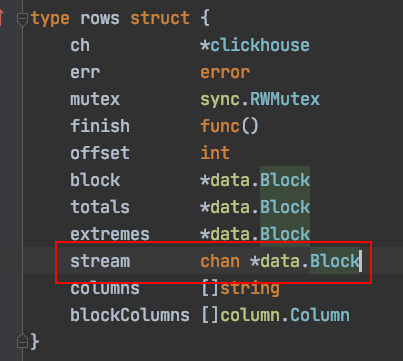 type rows struct {
ch *clickhouse
err error
mutex sync.RWMutex
finish func()
offset int
block *data.Block
totals *data.Block
extremes *data.Block
stream chan *data.Block
columns []string
blockColumns []column.Column
}